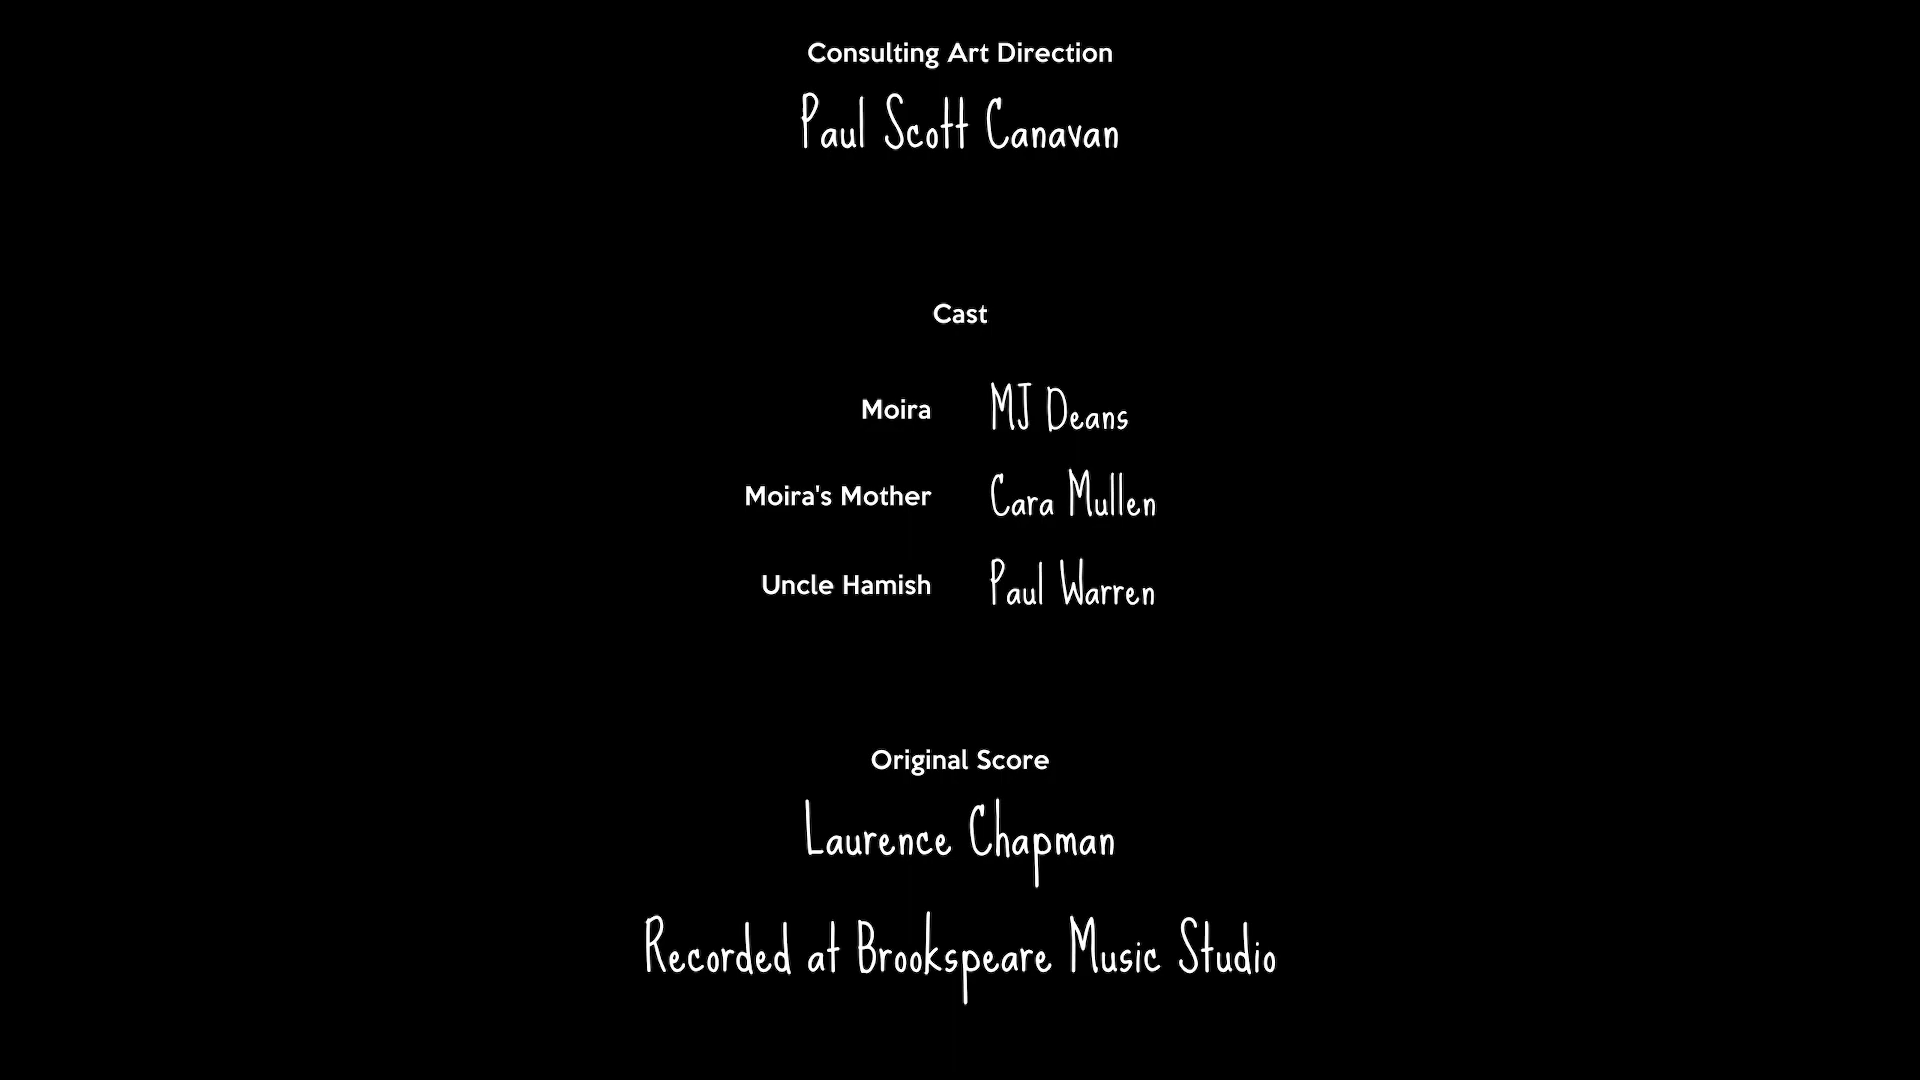 Consulting Art Direction
Paul Scott Canavan
Cast
Moira MJ Deans
Moira's Mother Cara Mullen
Uncle Hamish Paul Warren
Original Score
Laurence Chapman
Recorded at Brookspeare Music Studio